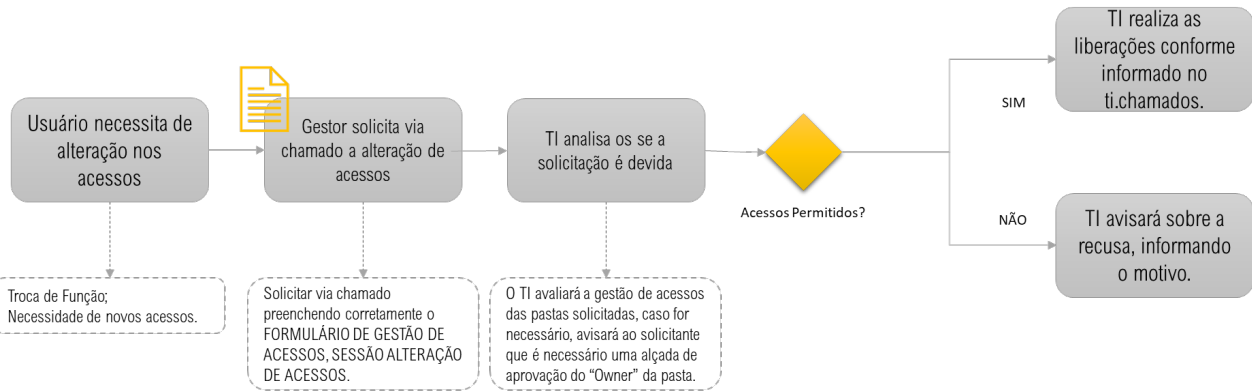 Usuário necessita de
alteração nos
acessos
Gestor solicita via
chamado a alteração de
acessos
TI analisa os se a
solicitação é devida
Acessos Permitidos?
SIM
TI realiza as
liberações conforme
informado no
ti.chamados.
NÃO
TI avisará sobre a
recusa, informando
o motivo.
Troca de Função;
Necessidade de novos acessos.
Solicitar via chamado
preenchendo corretamente o
FORMULÁRIO DE GESTÃO DE
ACESSOS, SESSÃO ALTERAÇÃO
DE ACESSOS.
O TI avaliará a gestão de acessos
das pastas solicitadas, caso for
necessário, avisará ao solicitante
que é necessário uma alçada de
aprovação do “Owner” da pasta.